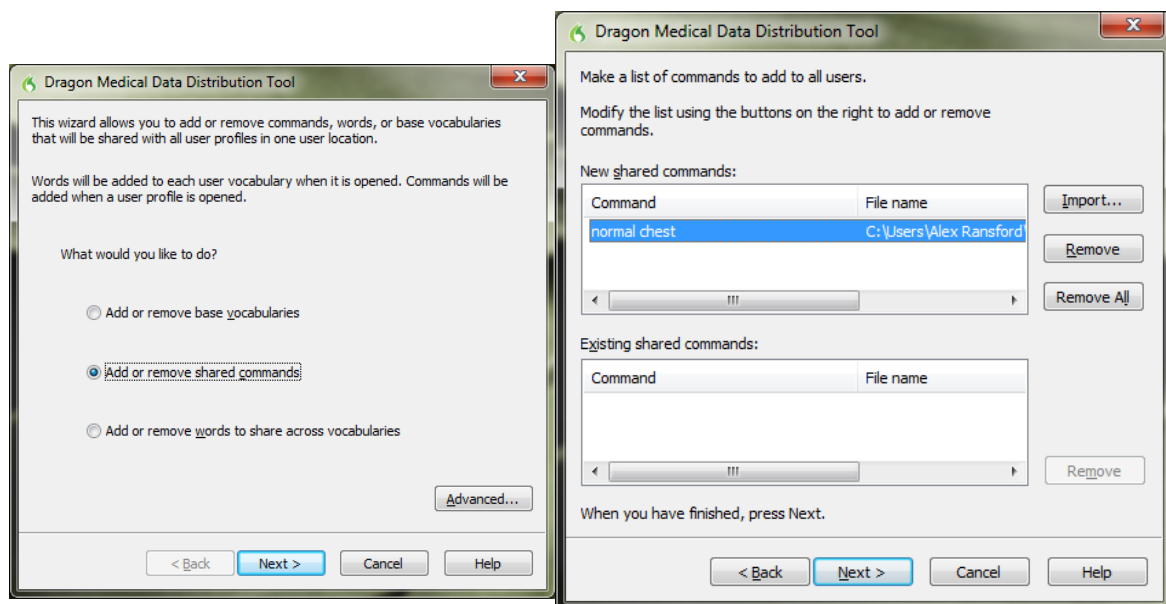 Dragon Medical Data Distribution Tool
This wizard allows you to add or remove commands, words, or base vocabularies
that will be shared with all user profiles in one user location.
Words will be added to each user vocabulary when it is opened. Commands will be
added when a user profile is opened.
What would you like to do?
Add or remove base vocabularies
Add or remove shared commands
Add or remove words to share across vocabularies
Advanced...
< Back Next > Cancel Help
Dragon Medical Data Distribution Tool
Make a list of commands to add to all users.
Modify the list using the buttons on the right to add or remove
commands.
New shared commands:
Command File name
normal chest C:\Users\Alex Ransford\
Import...
Remove
Remove All
Existing shared commands:
Command File name
Remove
When you have finished, press Next.
< Back Next > Cancel Help